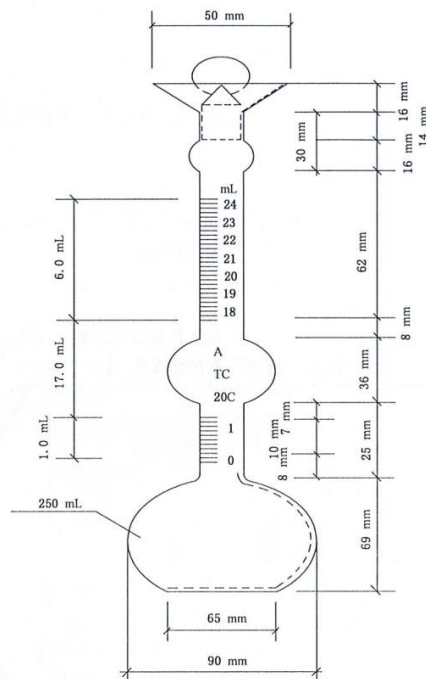 50 mm
16 mm
14 mm
30 mm
16 mm
mL
24
23
22
21
20
19
18
6.0 mL
62 mm
8 mm
A
TC
20C
17.0 mL
36 mm
7 mm
1
1.0 mL
10 mm
25 mm
0
8 mm
250 mL
69 mm
65 mm
90 mm